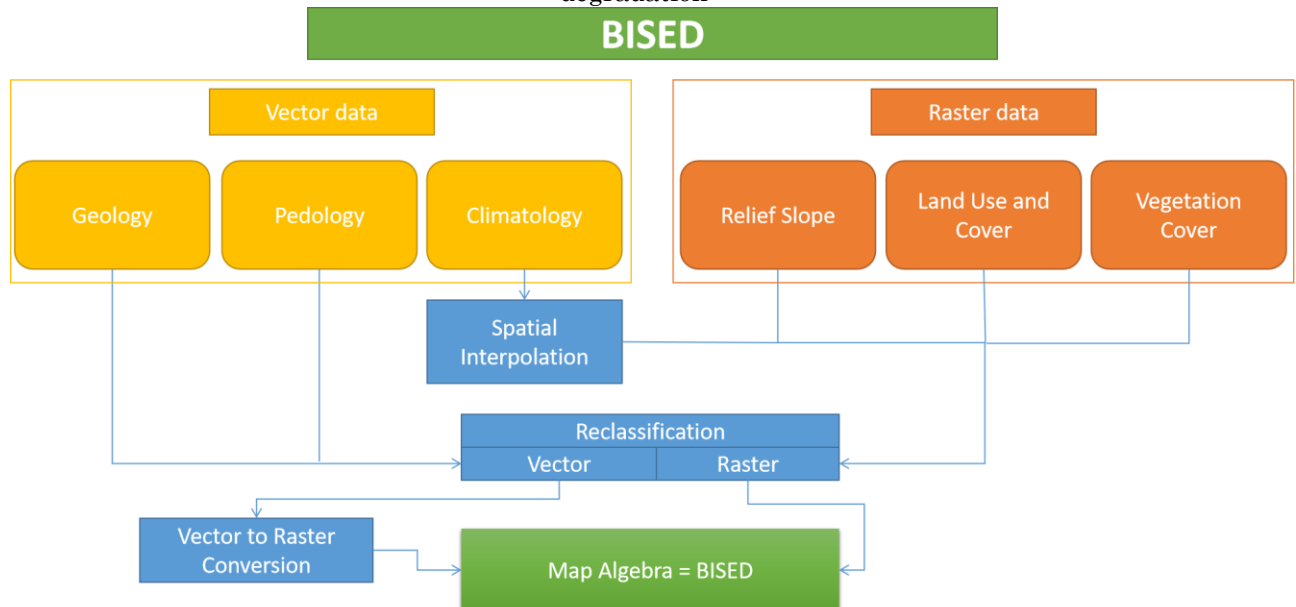 degraduation
BISED
Vector data
Raster data
Geology
Pedology
Climatology
Relief Slope
Land Use and
Cover
Vegetation
Cover
Spatial
Interpolation
Reclassification
Vector
Raster
Vector to Raster
Conversion
Map Algebra = BISED